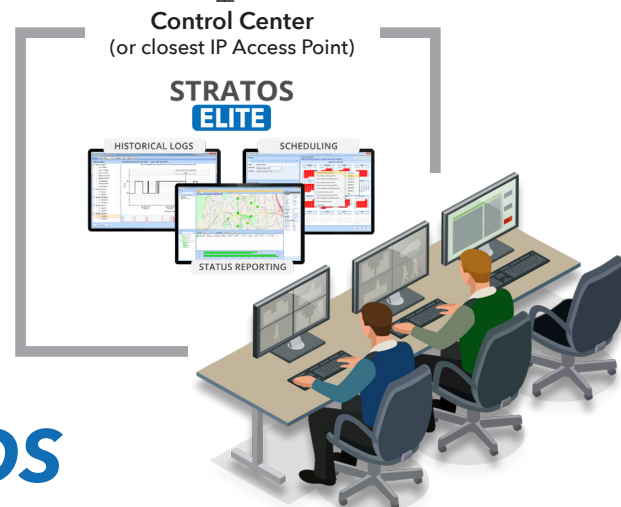 Control Center
(or closest IP Access Point)
STRATOS
ELITE
HISTORICAL LOGS
SCHEDULING
STATUS REPORTING
OS